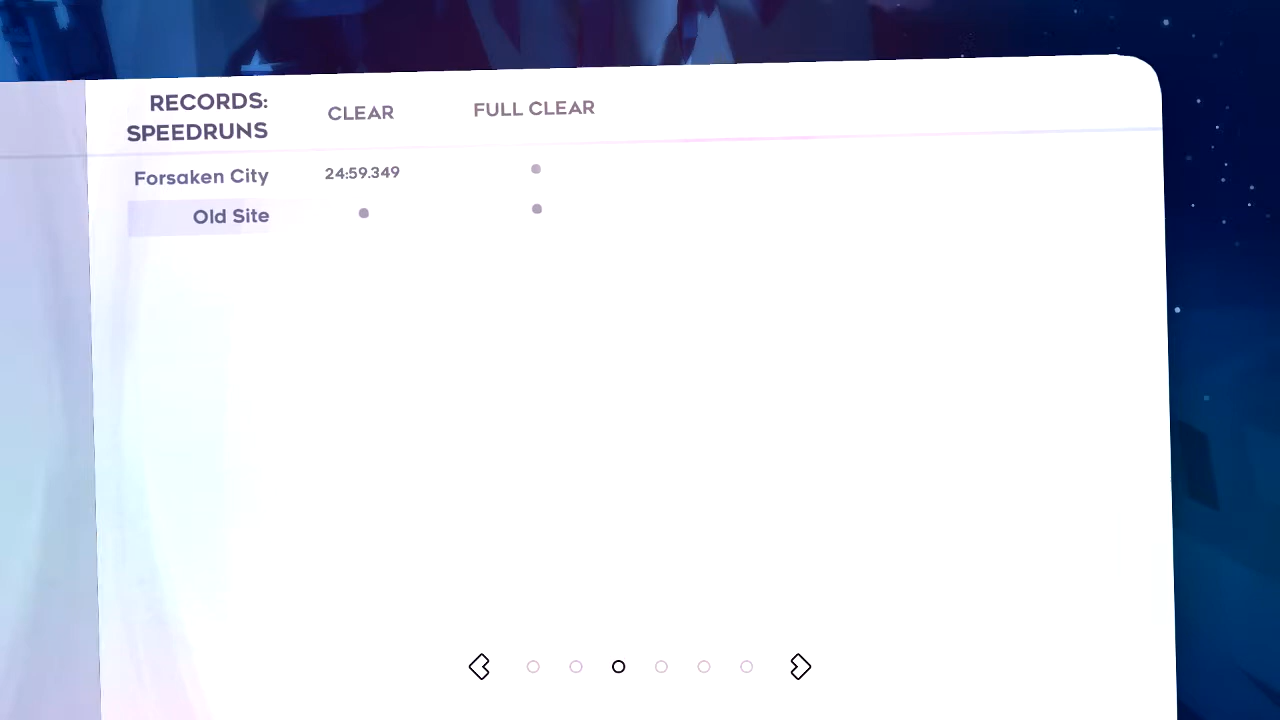 RECORDS:
SPEEDRUNS
CLEAR
FULL CLEAR
Forsaken City
24:59.349
Old Site